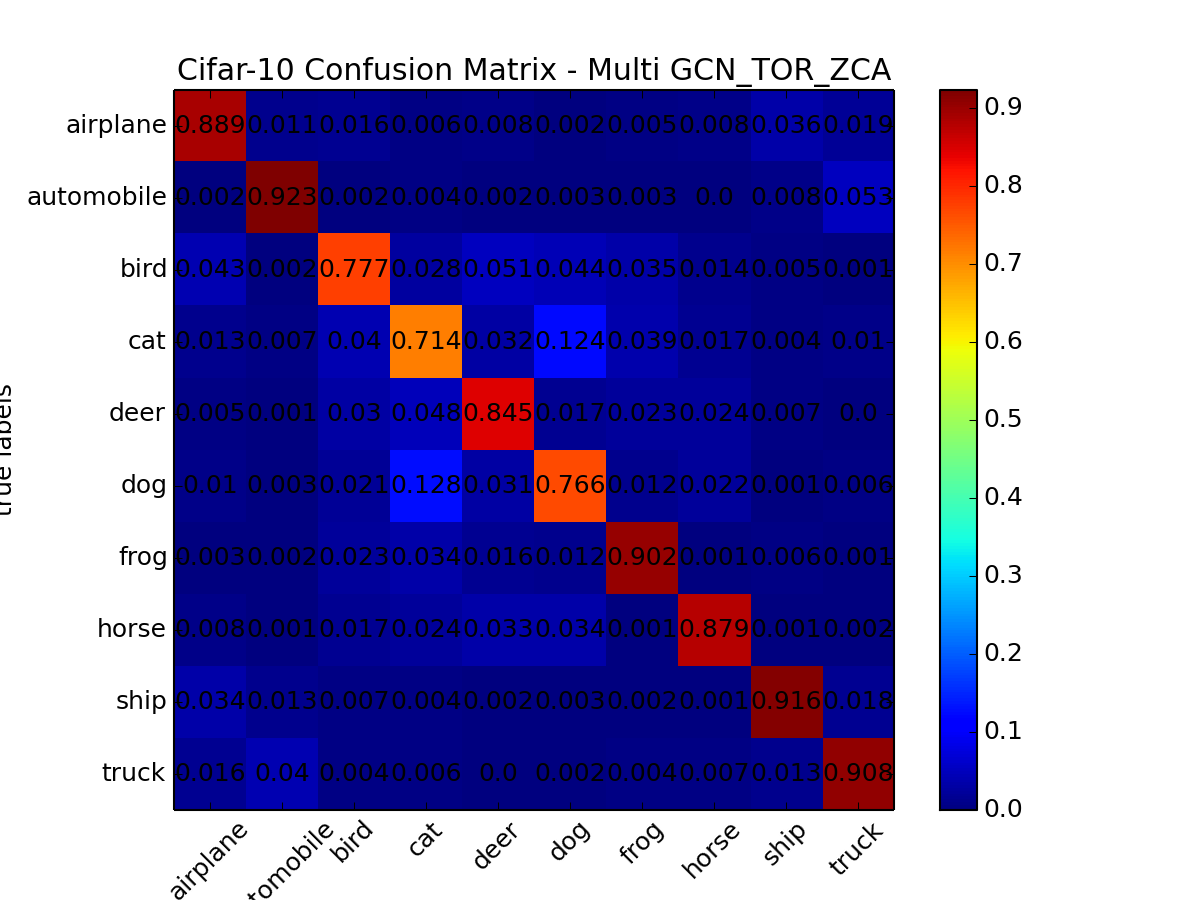 Cifar-10 Confusion Matrix - Multi GCN_TOR_ZCA
airplane 0.889 0.011 0.016 0.006 0.008 0.002 0.005 0.008 0.036 0.019
automobile 0.002 0.923 0.002 0.004 0.002 0.003 0.003 0.0 0.008 0.053
bird 0.043 0.002 0.777 0.028 0.051 0.044 0.035 0.014 0.005 0.001
cat 0.013 0.007 0.04 0.714 0.032 0.124 0.039 0.017 0.004 0.01
deer 0.005 0.001 0.03 0.048 0.845 0.017 0.023 0.024 0.007 0.0
dog 0.01 0.003 0.021 0.128 0.031 0.766 0.012 0.022 0.001 0.006
frog 0.003 0.002 0.023 0.034 0.016 0.012 0.902 0.001 0.006 0.001
horse 0.008 0.001 0.017 0.024 0.033 0.034 0.001 0.879 0.001 0.002
ship 0.034 0.013 0.007 0.004 0.002 0.003 0.002 0.001 0.916 0.018
truck 0.016 0.04 0.004 0.006 0.0 0.002 0.004 0.007 0.013 0.908
true labels
airplane tomobile bird cat deer dog frog horse ship truck
0.9
0.8
0.7
0.6
0.5
0.4
0.3
0.2
0.1
0.0